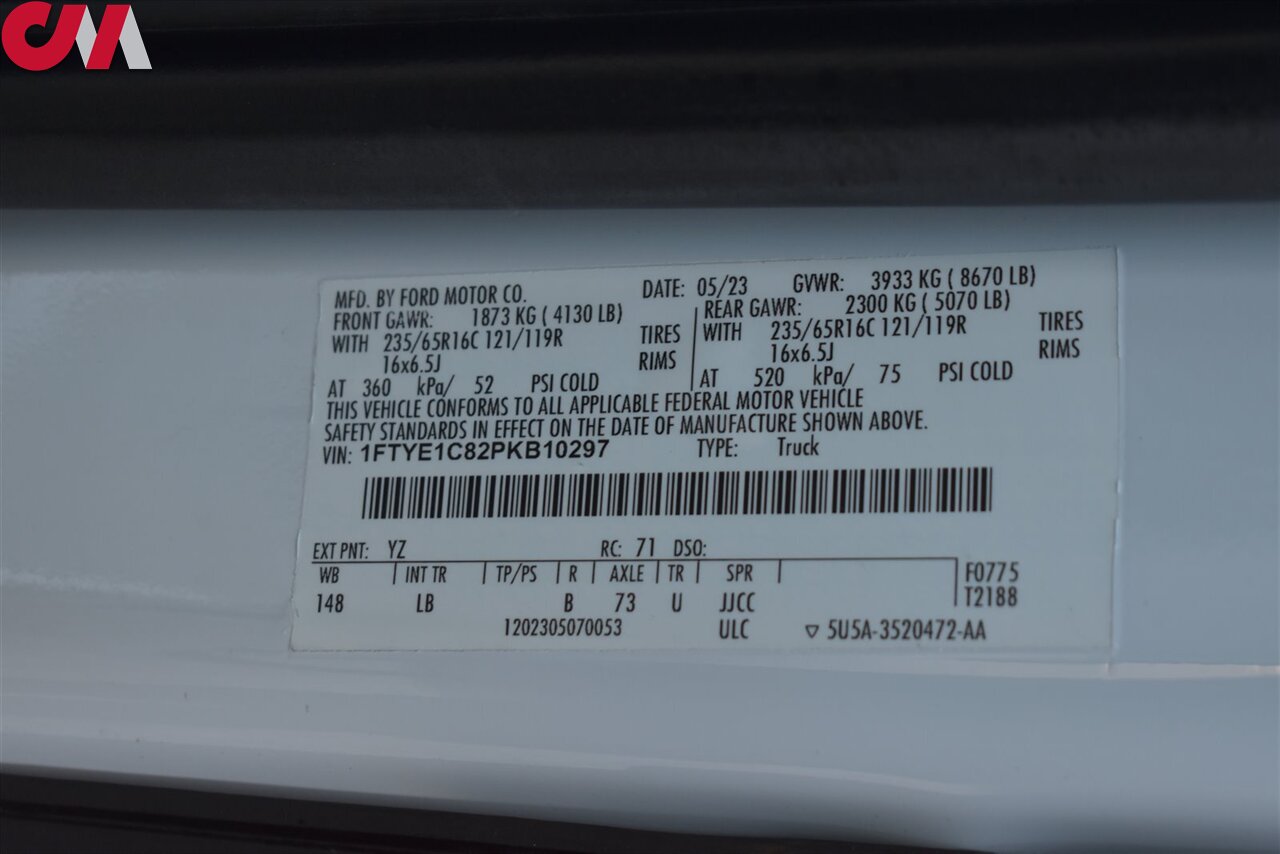 CM
MFD. BY FORD MOTOR CO. DATE: 05/23 GVWR: 3933 KG ( 8670 LB)
FRONT GAWR: 1873 KG ( 4130 LB) REAR GAWR: 2300 KG ( 5070 LB)
WITH 235/65R16C 121/119R TIRES WITH 235/65R16C 121/119R TIRES
16x6.5J RIMS 16x6.5J RIMS
AT 360 kPa/ 52 PSI COLD AT 520 kPa/ 75 PSI COLD
THIS VEHICLE CONFORMS TO ALL APPLICABLE FEDERAL MOTOR VEHICLE
SAFETY STANDARDS IN EFFECT ON THE DATE OF MANUFACTURE SHOWN ABOVE.
VIN: 1FTYE1C82PKB10297 TYPE: Truck
EXT PNT: YZ RC: 71 DSO:
WB INT TR TP/PS R AXLE TR SPR F0775
148 LB B 73 U JJCC T2188
1202305070053 ULC ▽ 5U5A-3520472-AA